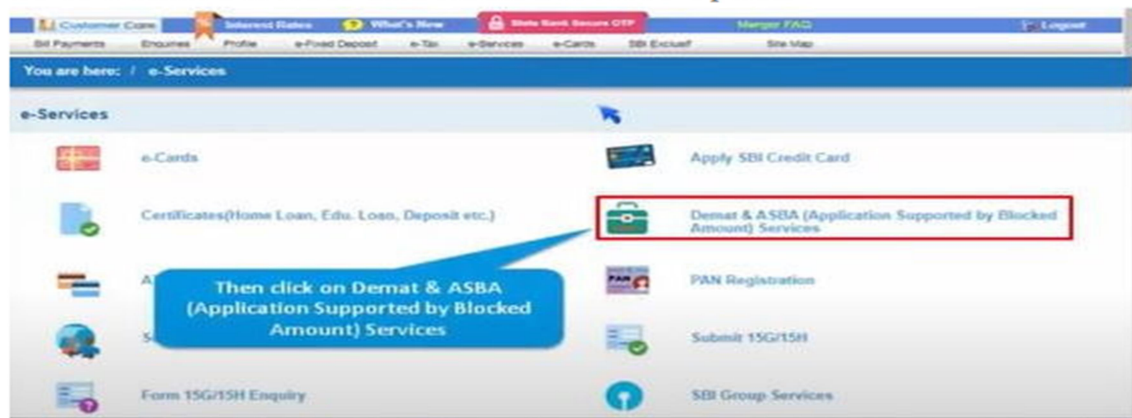 Customer Care
Interest Rates
What's New
State Bank Secure OTP
Merger FAQ
Logout
Bill Payments Enquiries Profile e-Fixed Deposit e-Tax e-Services e-Cards SBI Exclusif Site Map
You are here: / e-Services
e-Services
e-Cards
Apply SBI Credit Card
Certificates(Home Loan, Edu. Loan, Deposit etc.)
Demat & ASBA (Application Supported by Blocked
Amount) Services
A
Then click on Demat & ASBA
(Application Supported by Blocked
Amount) Services
PAN
PAN Registration
S
Submit 15G/15H
Form 15G/15H Enquiry
SBI Group Services